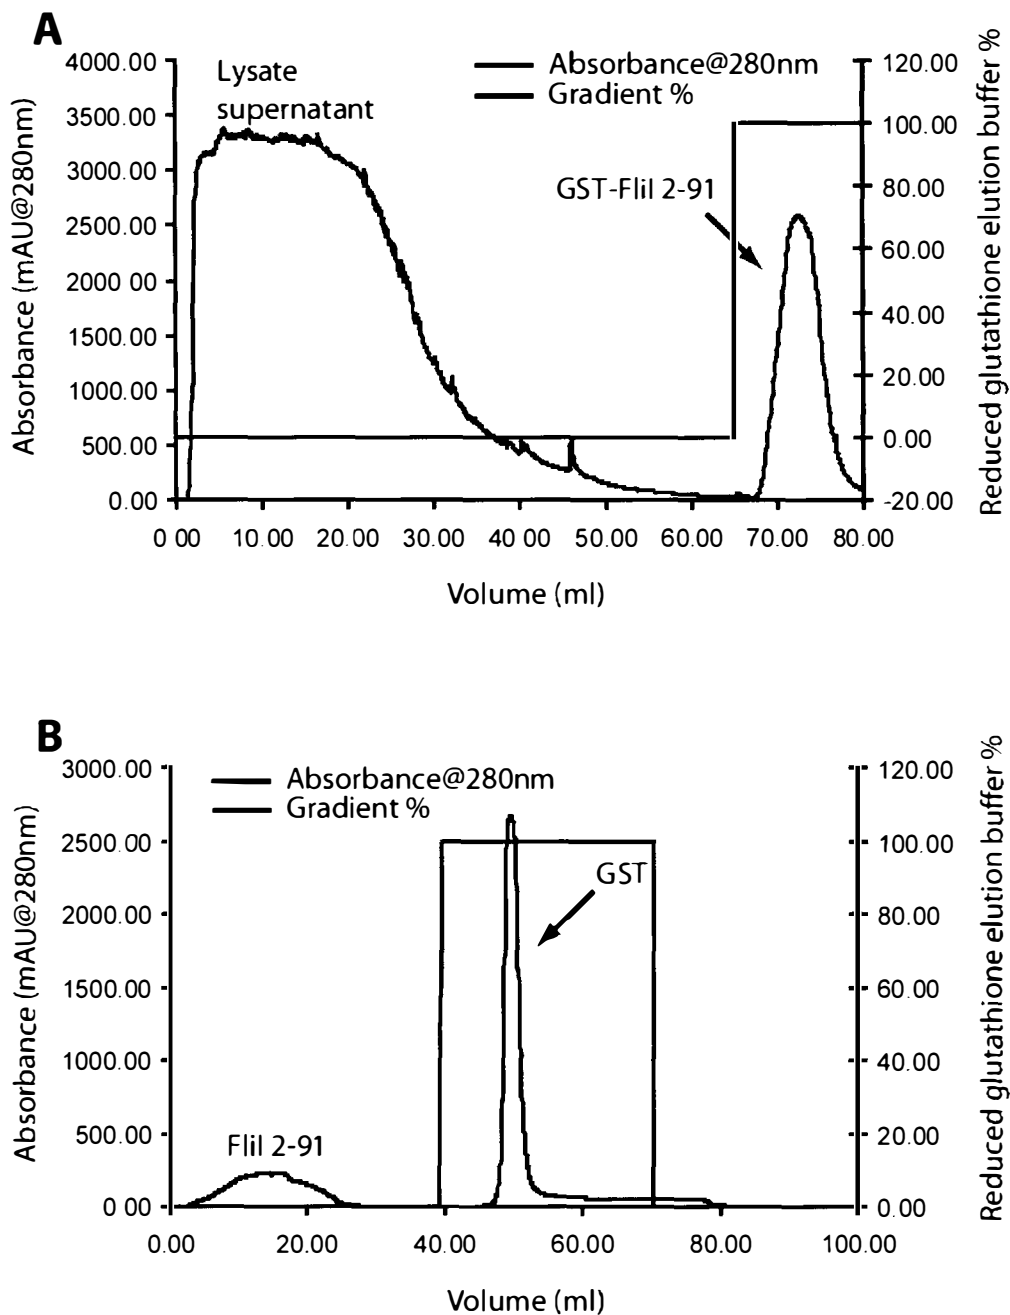 A
4000.00
3500.00
3000.00
2500.00
2000.00
1500.00
1000.00
500.00
0.00
Absorbance (mAU@280nm)
Lysate
supernatant
Absorbance@280nm
Gradient %
GST-FliI 2-91
120.00
100.00
80.00
60.00
40.00
20.00
0.00
-20.00
Reduced glutathione elution buffer %
0 00 10.00 20.00 30.00 40 00 50.00 60.00 70.00 80.00
Volume (ml)
B
3000.00
2500.00
2000.00
1500.00
1000.00
500.00
0 00
Absorbance (mAU@280nm)
Absorbance@280nm
Gradient %
GST
FliI 2-91
120.00
100.00
80.00
60.00
40.00
20.00
0.00
Reduced glutathione elution buffer %
0.00 20.00 40.00 60.00 80.00 100.00
Volume (ml)